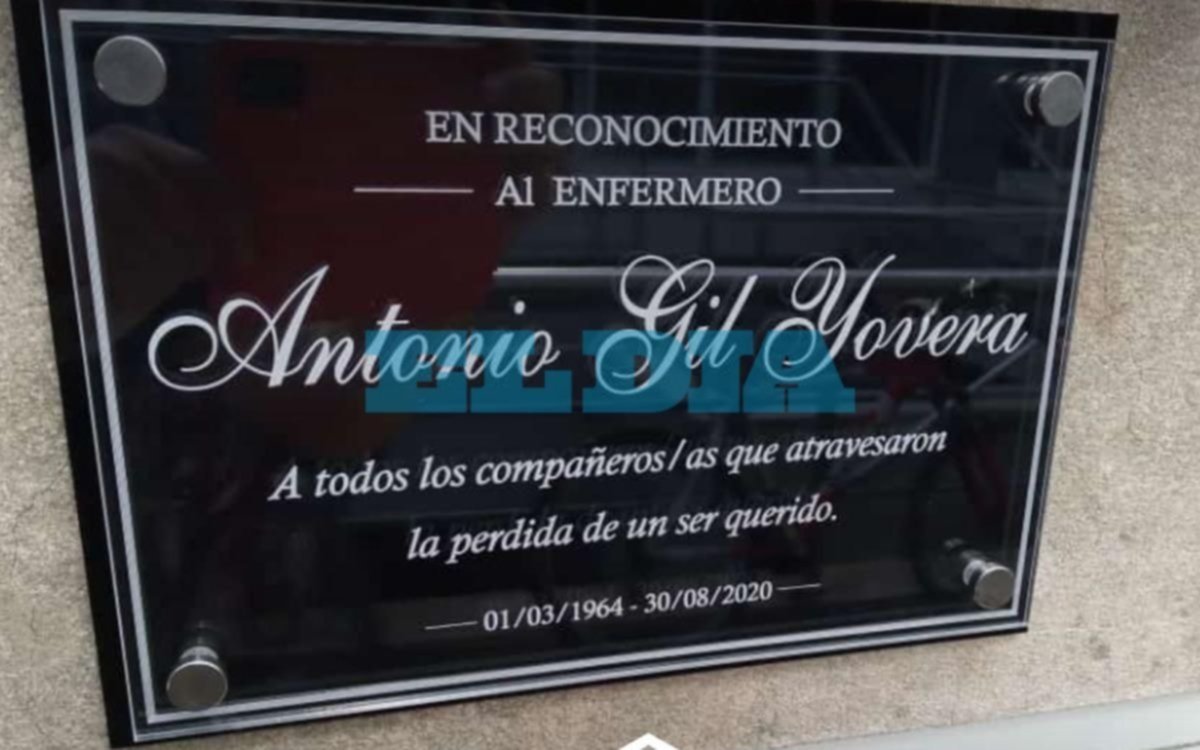 EN RECONOCIMIENTO
Al ENFERMERO
Antonio Gil Yovera
EL DIA
A todos los compañeros/as que atravesaron
la perdida de un ser querido.
01/03/1964 - 30/08/2020